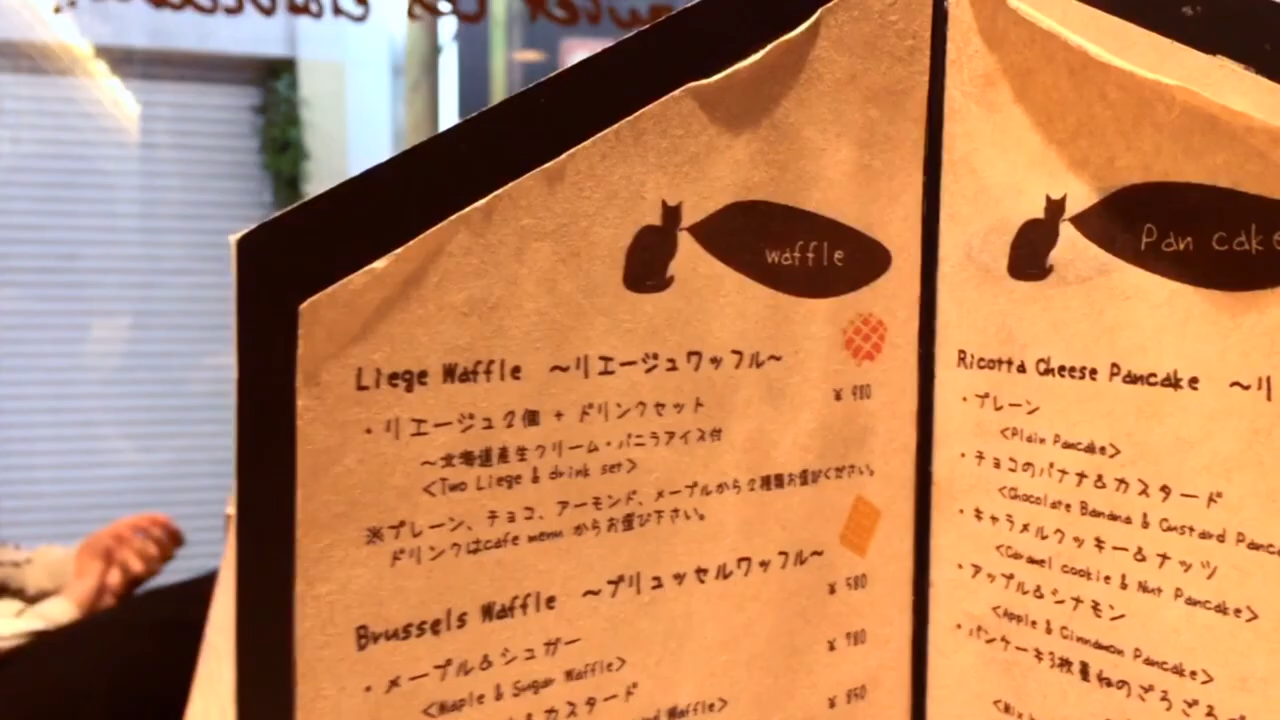 waffle
Liege Waffle ～リエージュワッフル～
・リエージュ2個 + ドリンクセット ¥ 980
～北海道産生クリーム・バニラアイス付
<Two Liege & drink set>
※プレーン、チョコ、アーモンド、メープルから2種類お選びください。
ドリンクはcafe menu からお選び下さい。
Brussels Waffle ～ブリュッセルワッフル～
・メープル&シュガー ¥ 580
<Maple & Sugar Waffle> ¥ 780
&カスタード
Waffle> ¥ 850
Pan cake
Ricotta Cheese Pancake ～リ
・プレーン
<Plain Pancake>
・チョコのバナナ&カスタード
<Chocolate Banana & Custard Panc
・キャラメルクッキー&ナッツ
<Caramel cookie & Nut Pancake>
・アップル&シナモン
<Apple & Cinnamon Pancake>
・パンケーキ3枚重ねのごろごろ